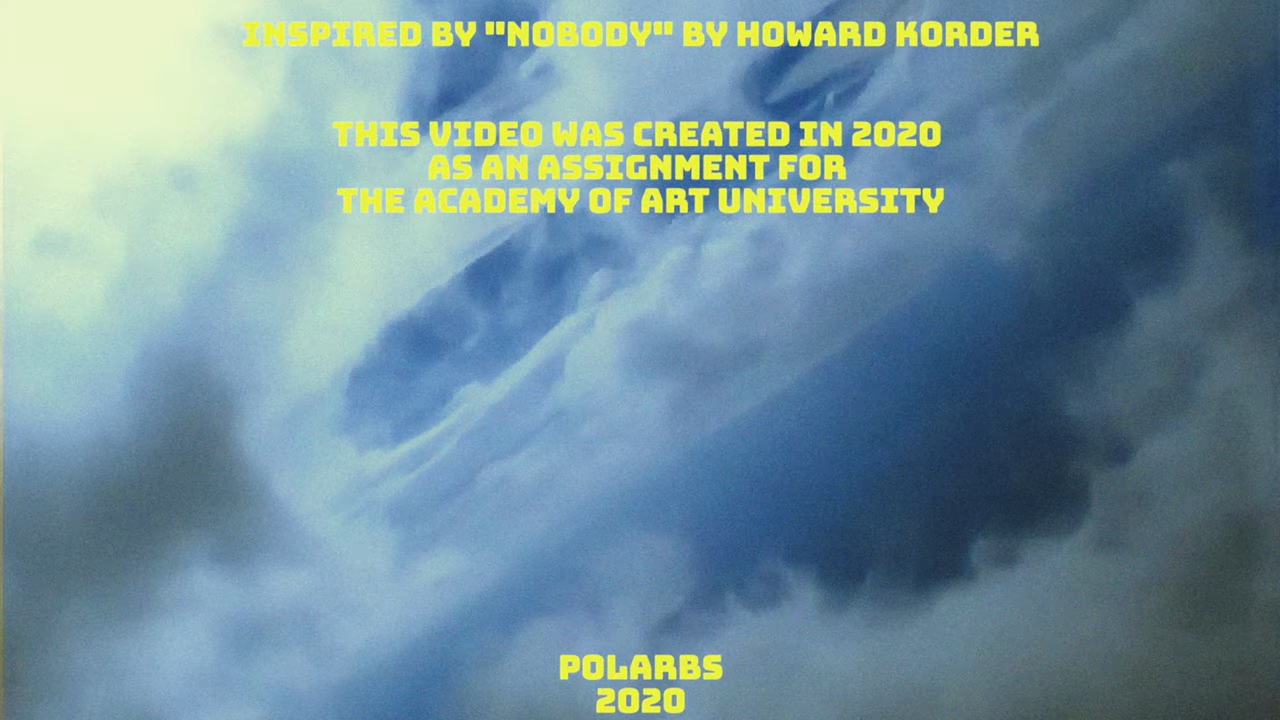 INSPIRED BY "NOBODY" BY HOWARD KORDER
THIS VIDEO WAS CREATED IN 2020
AS AN ASSIGNMENT FOR
THE ACADEMY OF ART UNIVERSITY
POLARBS
2020